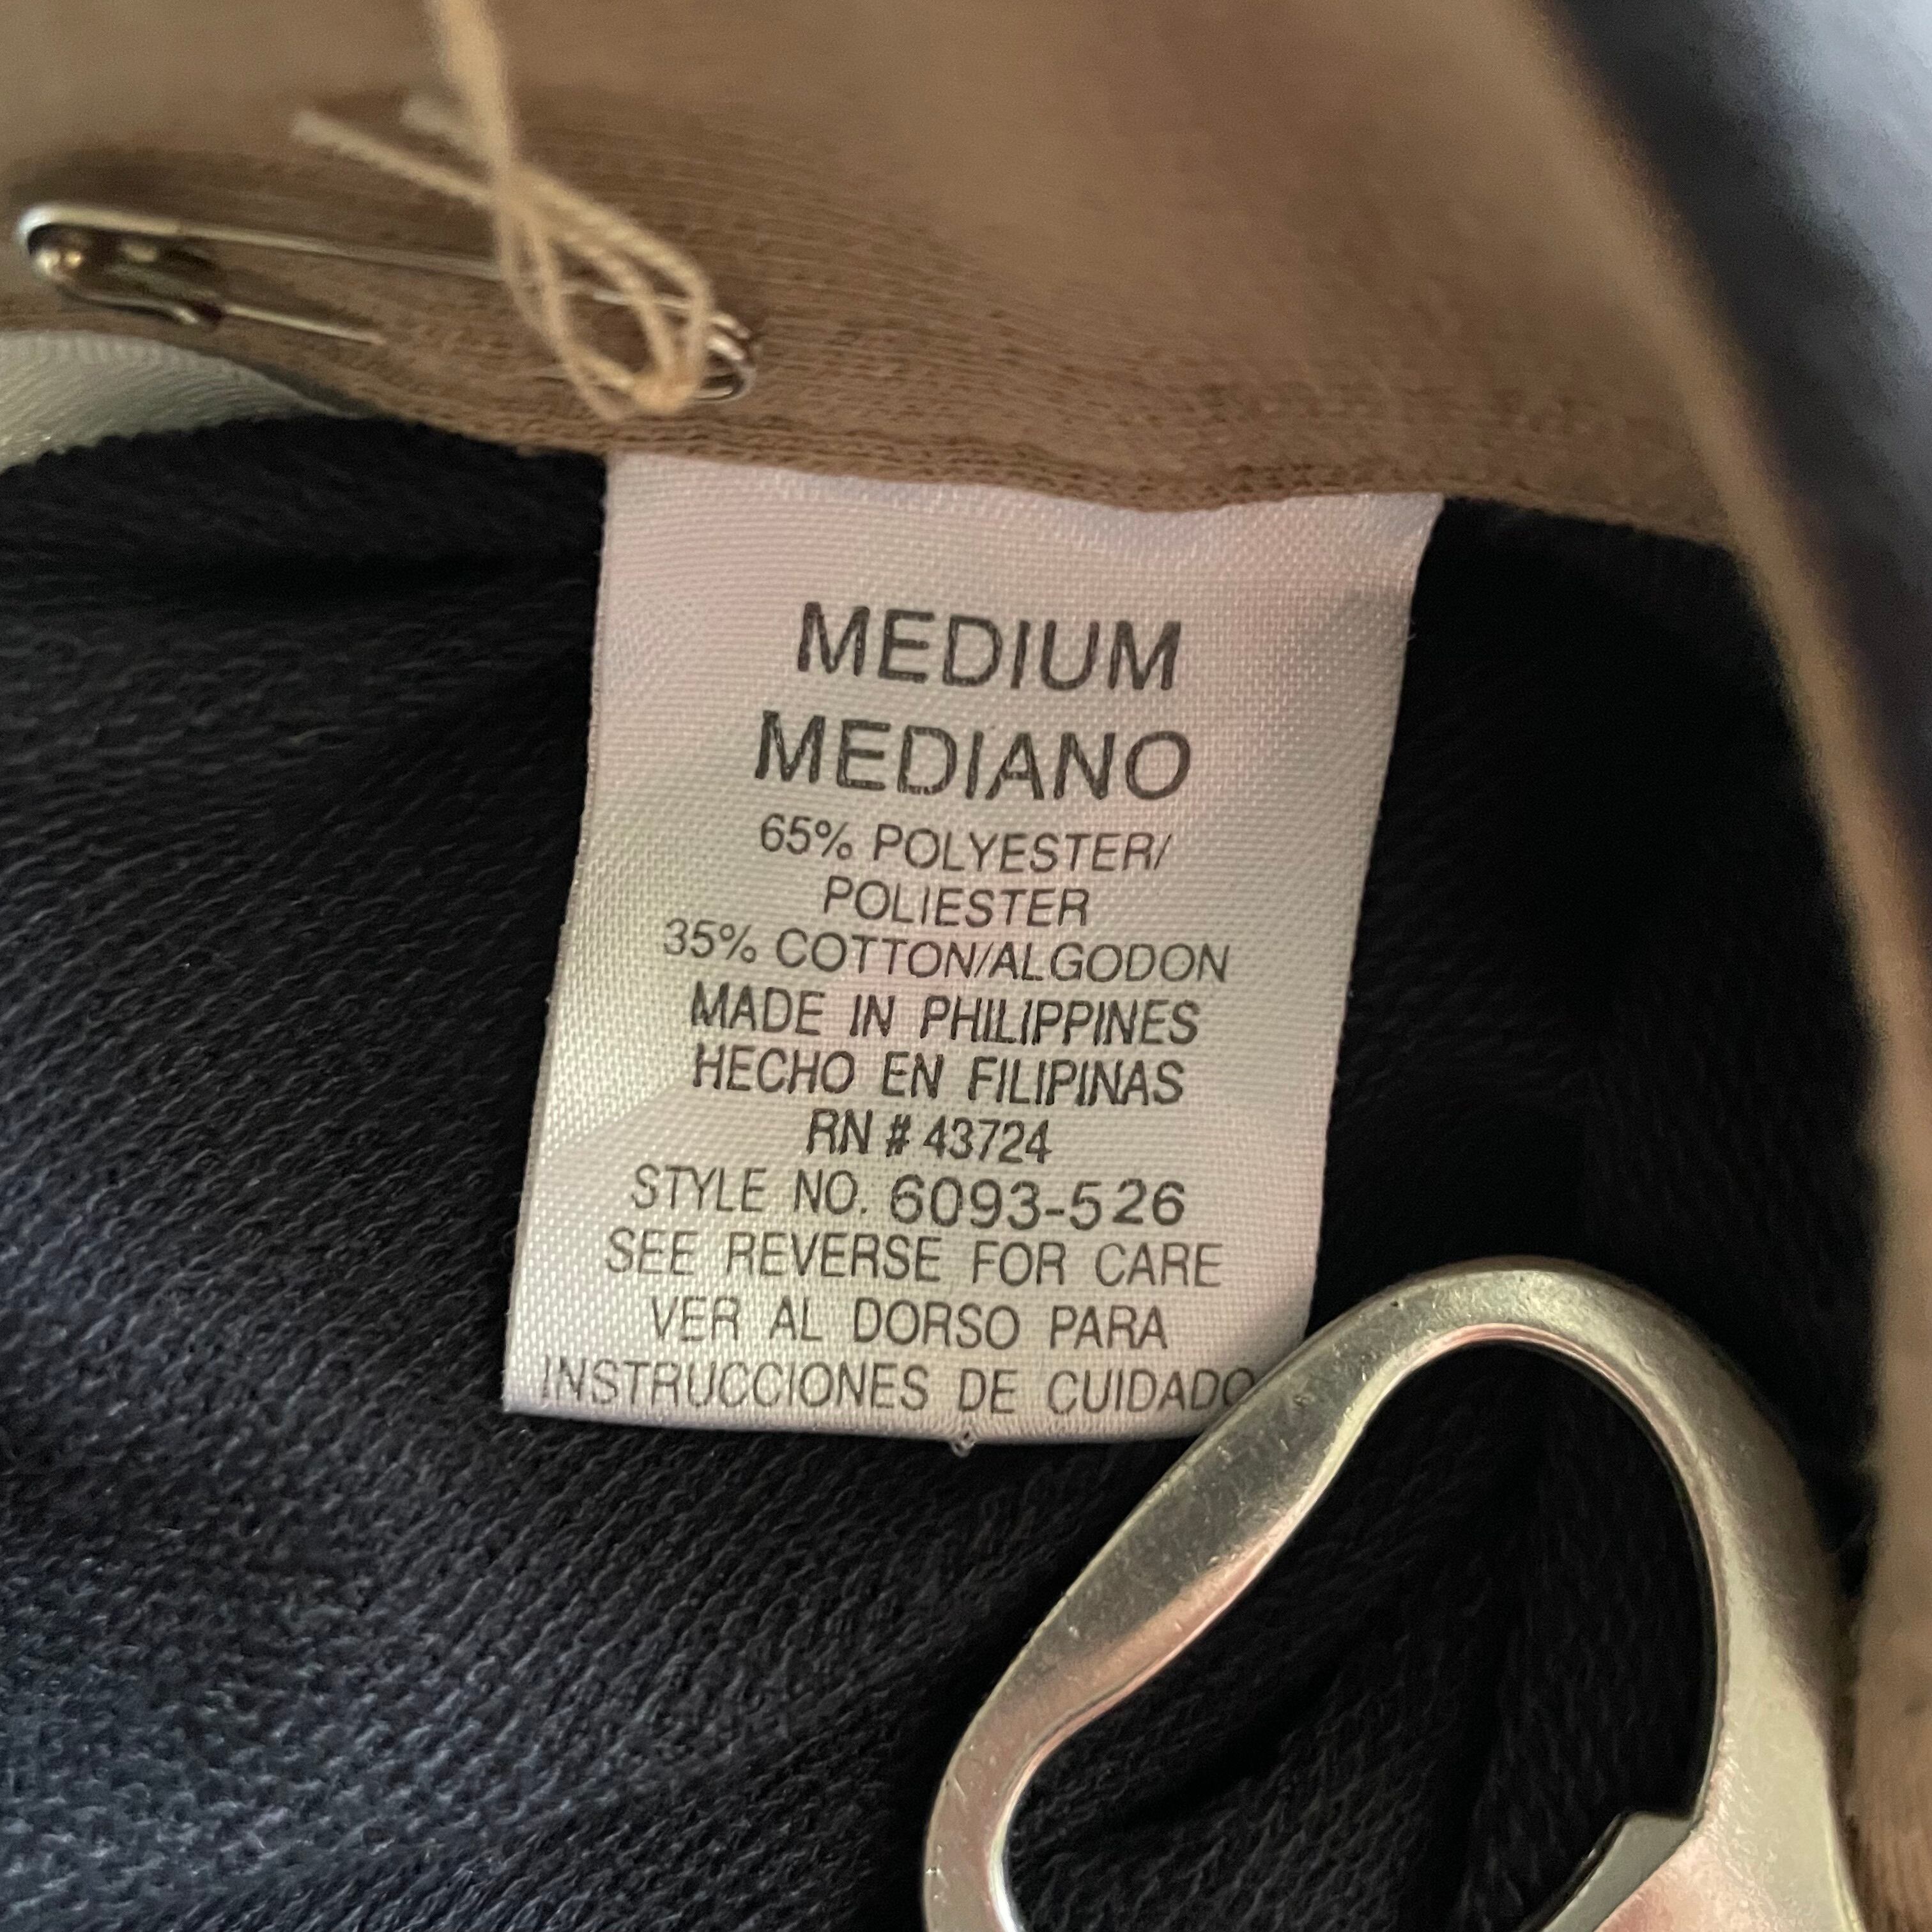 MEDIUM
MEDIANO
65% POLYESTER/
POLIESTER
35% COTTON/ALGODON
MADE IN PHILIPPINES
HECHO EN FILIPINAS
RN # 43724
STYLE NO. 6093-526
SEE REVERSE FOR CARE
VER AL DORSO PARA
INSTRUCCIONES DE CUIDADO